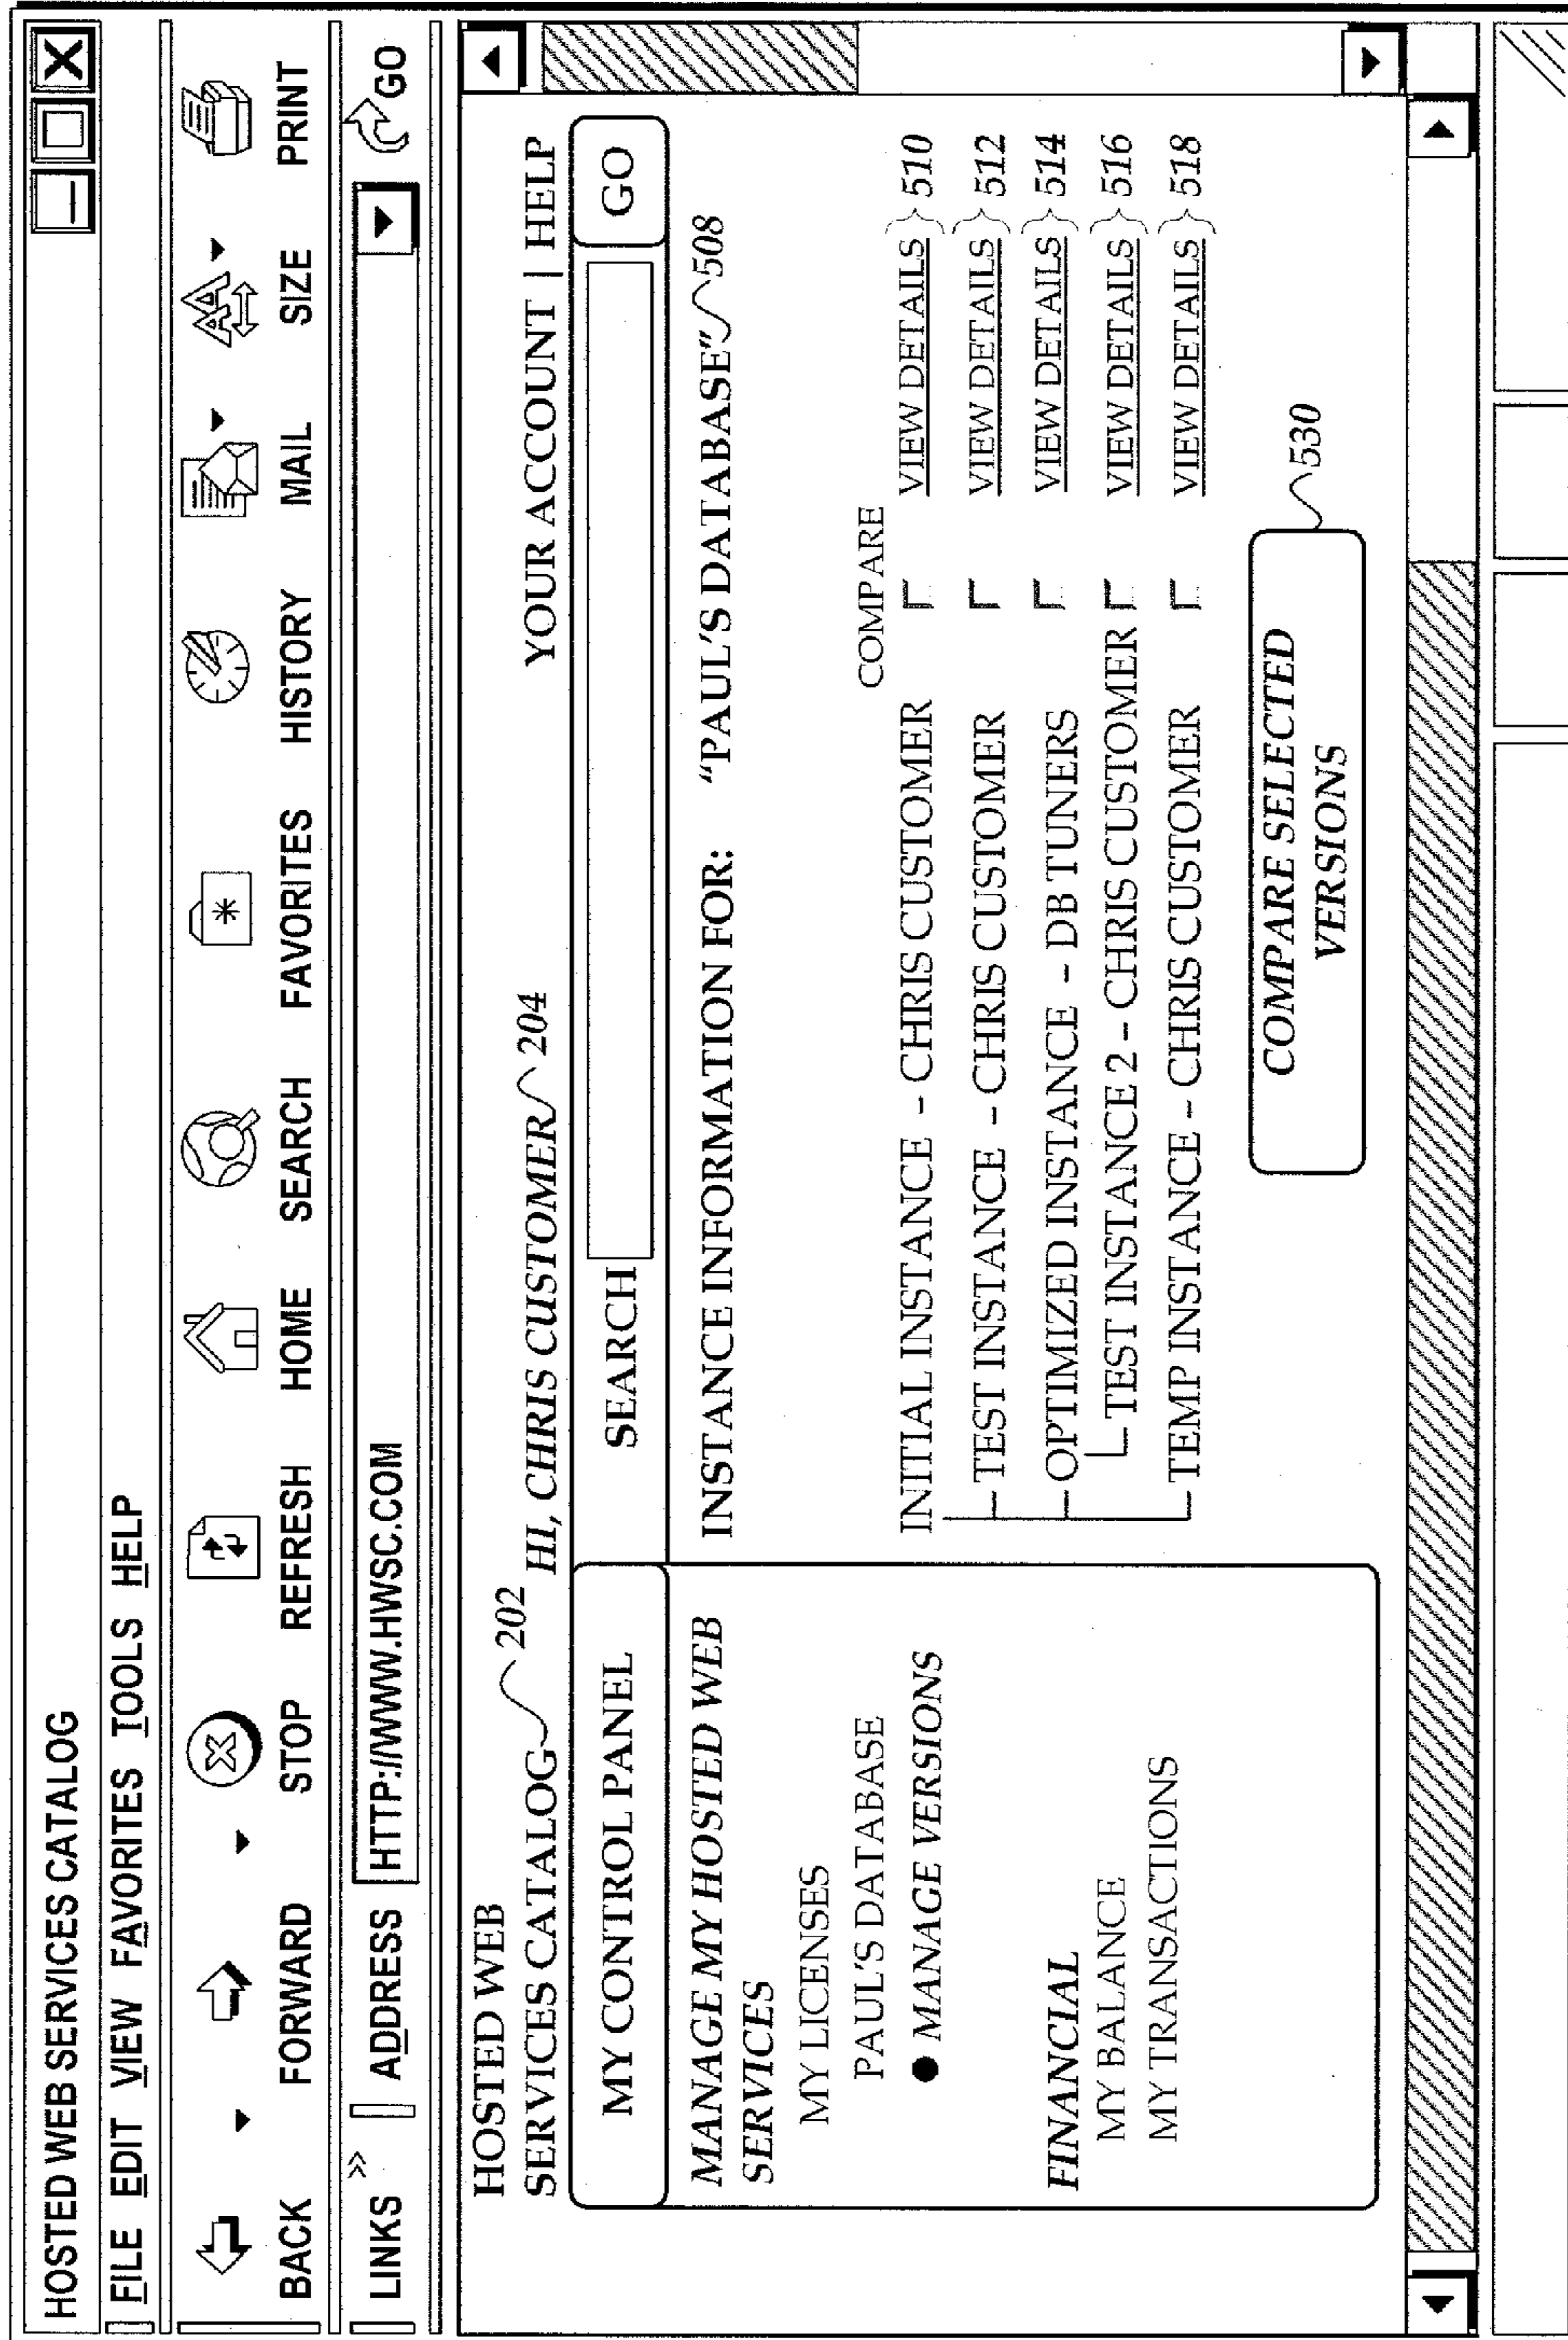 HOSTED WEB SERVICES CATALOG
FILE EDIT VIEW FAVORITES TOOLS HELP
BACK FORWARD STOP REFRESH HOME SEARCH FAVORITES HISTORY MAIL SIZE PRINT
LINKS » ADDRESS HTTP://WWW.HWSC.COM GO
HOSTED WEB
SERVICES CATALOG 202 HI, CHRIS CUSTOMER 204 YOUR ACCOUNT | HELP
MY CONTROL PANEL SEARCH GO
MANAGE MY HOSTED WEB
SERVICES
MY LICENSES
PAUL'S DATABASE
● MANAGE VERSIONS
FINANCIAL
MY BALANCE
MY TRANSACTIONS
INSTANCE INFORMATION FOR: "PAUL'S DATABASE" 508
COMPARE
INITIAL INSTANCE - CHRIS CUSTOMER VIEW DETAILS 510
TEST INSTANCE - CHRIS CUSTOMER VIEW DETAILS 512
OPTIMIZED INSTANCE - DB TUNERS VIEW DETAILS 514
TEST INSTANCE 2 - CHRIS CUSTOMER VIEW DETAILS 516
TEMP INSTANCE - CHRIS CUSTOMER VIEW DETAILS 518
COMPARE SELECTED
VERSIONS 530